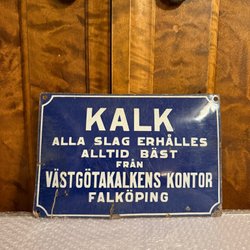 KALK
ALLA SLAG ERHÅLLES
ALLTID BÄST
FRÅN
VÄSTGÖTAKALKENS KONTOR
FALKÖPING